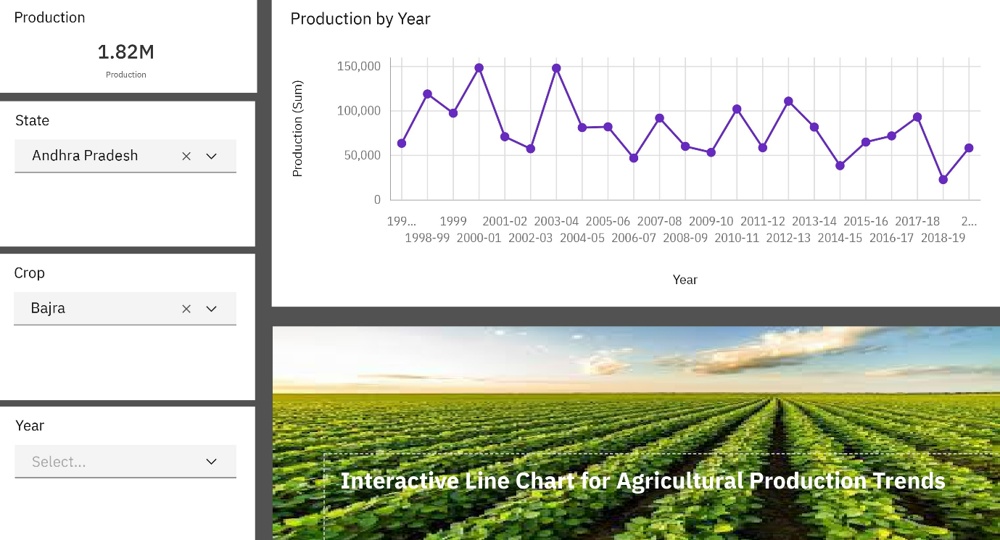 Production
1.82M
Production
State
Andhra Pradesh
Crop
Bajra
Year
Select...
Production by Year
Production (Sum)
150,000
100,000
50,000
0
199... 1999 2001-02 2003-04 2005-06 2007-08 2009-10 2011-12 2013-14 2015-16 2017-18 2...
1998-99 2000-01 2002-03 2004-05 2006-07 2008-09 2010-11 2012-13 2014-15 2016-17 2018-19
Year
Interactive Line Chart for Agricultural Production Trends